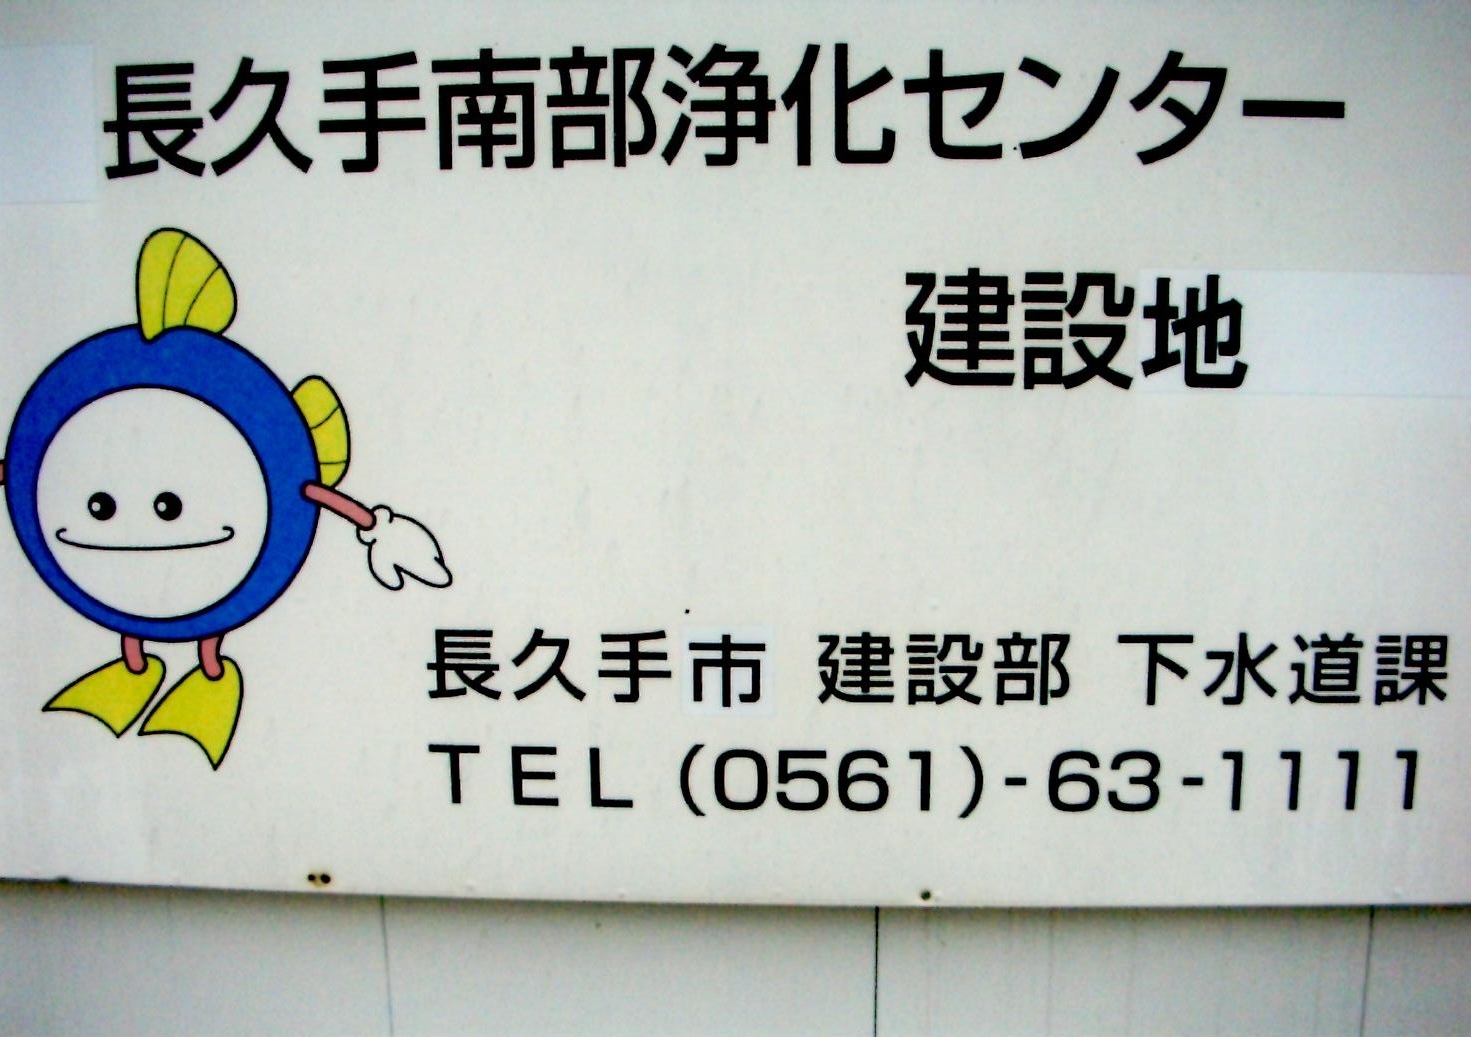 長久手南部浄化センター
建設地
長久手市 建設部 下水道課
TEL(0561)-63-1111